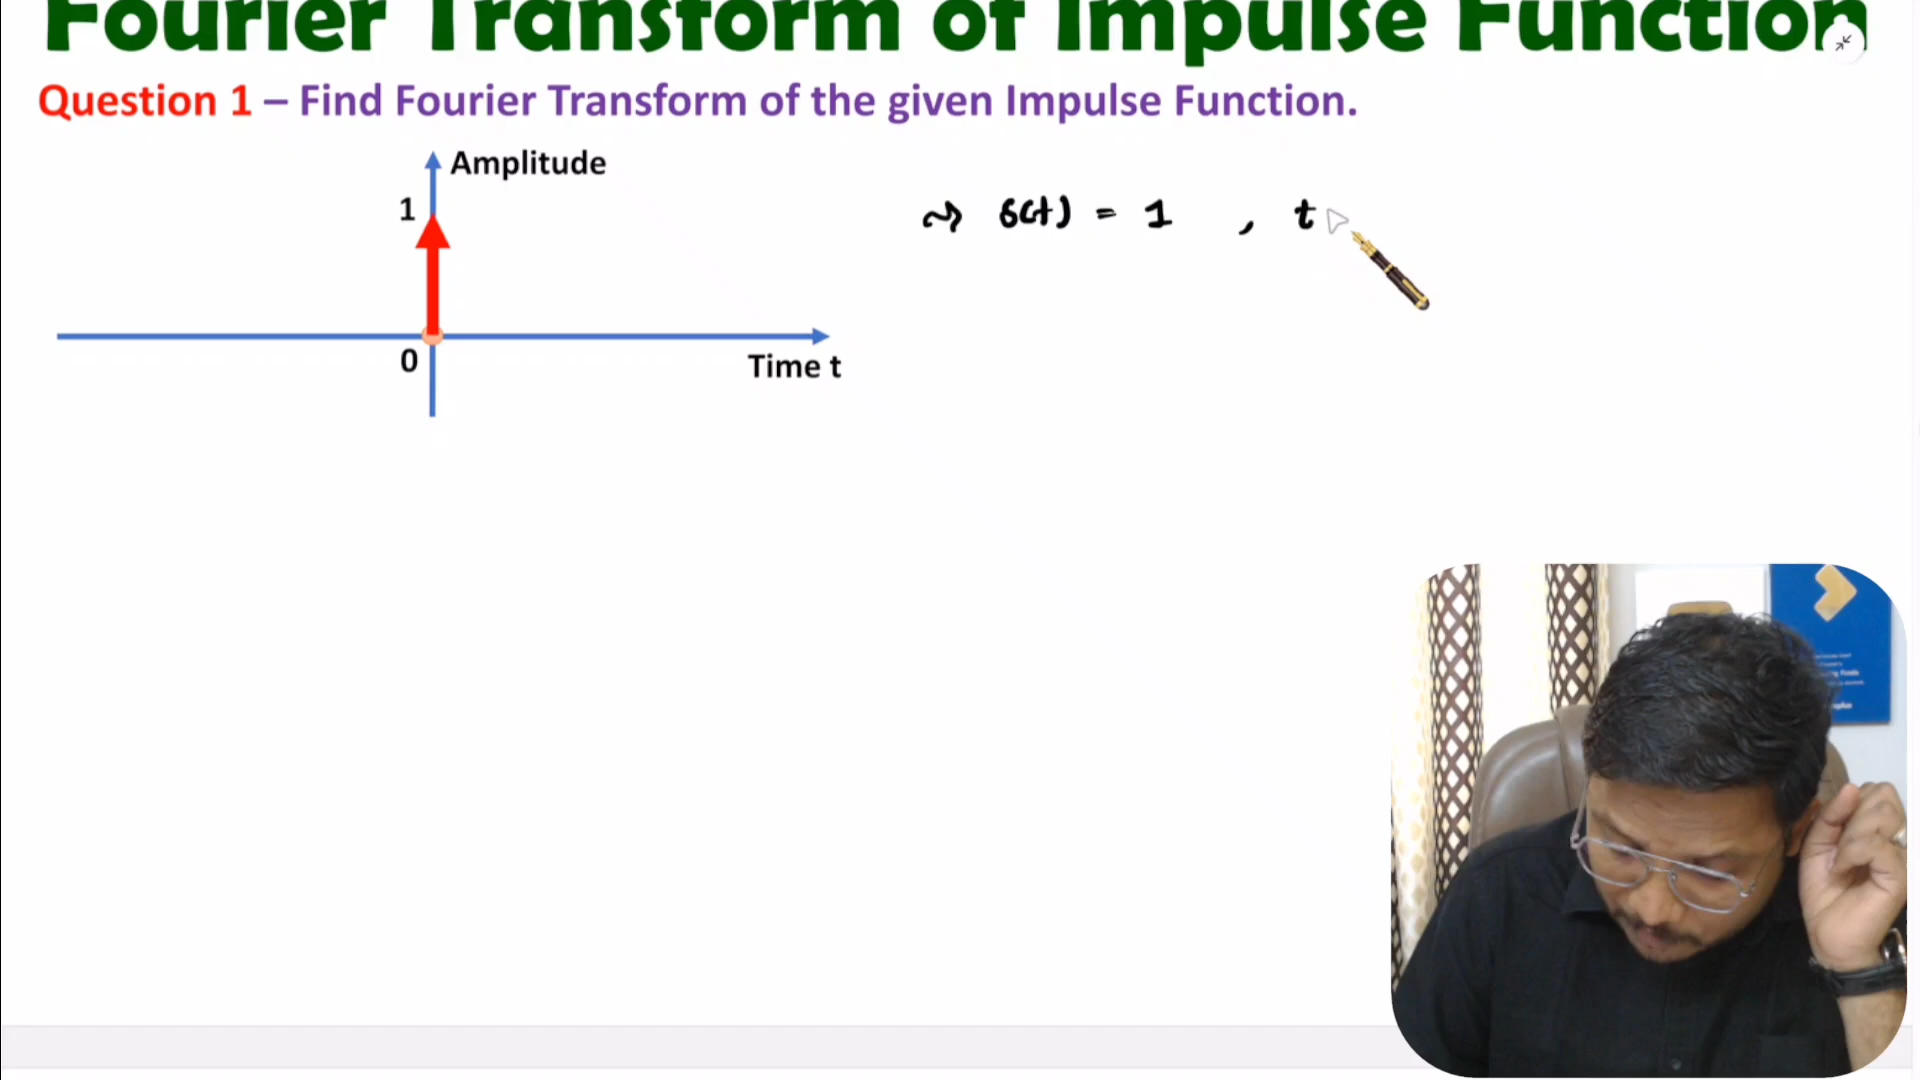 Fourier Transform of Impulse Function
Question 1 – Find Fourier Transform of the given Impulse Function.
Amplitude
1
δ(t) = 1 , t
0
Time t